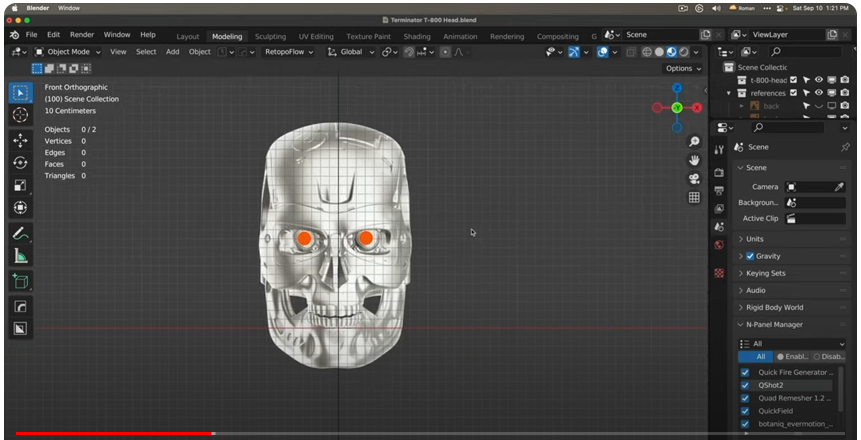 Blender Window Roman Sat Sep 10 1:21 PM
Terminator T-800 Head.blend
File Edit Render Window Help Layout Modeling Sculpting UV Editing Texture Paint Shading Animation Rendering Compositing G Scene ViewLayer
Object Mode View Select Add Object RetopoFlow Global
Options
Scene Collectic
t-800-head
references
back
Front Orthographic
(100) Scene Collection
10 Centimeters
Objects 0 / 2
Vertices 0
Edges 0
Faces 0
Triangles 0
Z
X
Y
Scene
Scene
Camera
Backgroun...
Active Clip
Units
Gravity
Keying Sets
Audio
Rigid Body World
N-Panel Manager
All
All Enabl.. Disab..
Quick Fire Generator ...
QShot2
Quad Remesher 1.2 ...
QuickField
botaniq_evermotion_...